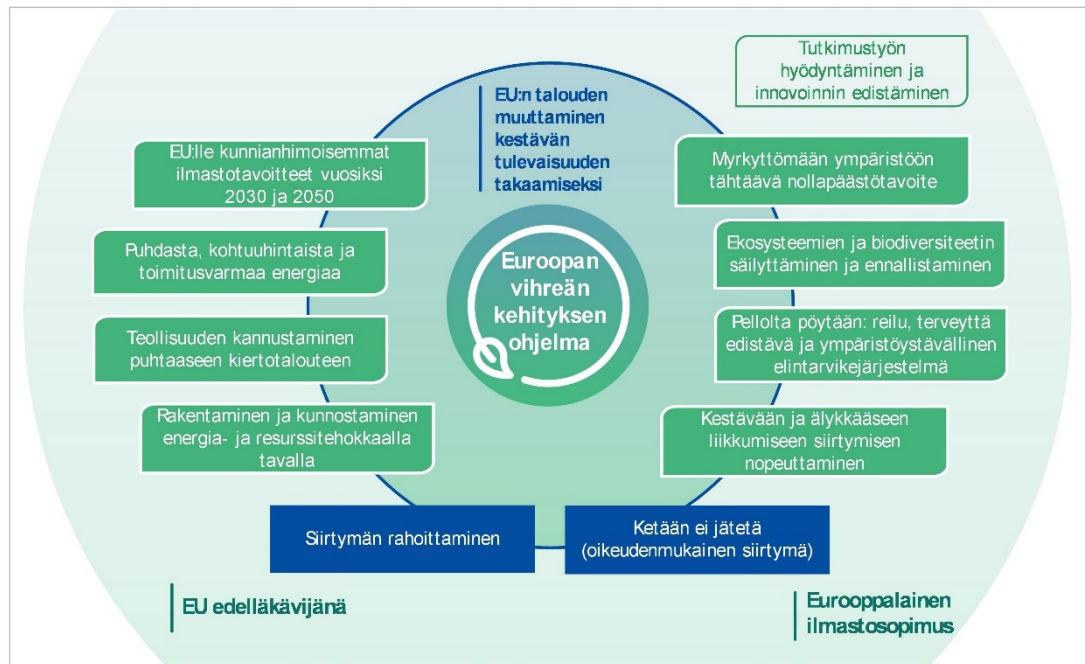 Tutkimustyön
hyödyntäminen ja
innovoinnin edistäminen
EU:n talouden
muuttaminen
kestävän
tulevaisuuden
takaamiseksi
EU:lle kunnianhimoisemmat
ilmastotavoitteet vuosiksi
2030 ja 2050
Puhdasta, kohtuuhintaista ja
toimitusvarmaa energiaa
Teollisuuden kannustaminen
puhtaaseen kiertotalouteen
Rakentaminen ja kunnostaminen
energia- ja resurssitehokkaalla
tavalla
Euroopan
vihreän
kehityksen
ohjelma
Myrkyttömään ympäristöön
tähtäävä nollapäästötavoite
Ekosysteemien ja biodiversiteetin
säilyttäminen ja ennallistaminen
Pellolta pöytään: reilu, terveyttä
edistävä ja ympäristöystävällinen
elintarvikejärjestelmä
Kestävään ja älykkääseen
liikkumiseen siirtymisen
nopeuttaminen
Siirtymän rahoittaminen
Ketään ei jätetä
(oikeudenmukainen siirtymä)
EU edelläkävijänä
Eurooppalainen
ilmastosopimus